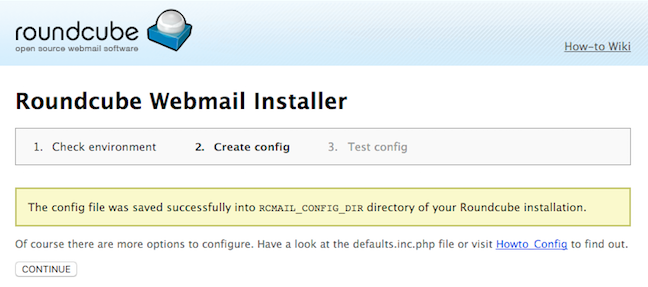 roundcube
open source webmail software
How-to Wiki
Roundcube Webmail Installer
1. Check environment 2. Create config 3. Test config
The config file was saved successfully into RCMAIL_CONFIG_DIR directory of your Roundcube installation.
Of course there are more options to configure. Have a look at the defaults.inc.php file or visit Howto_Config to find out.
CONTINUE